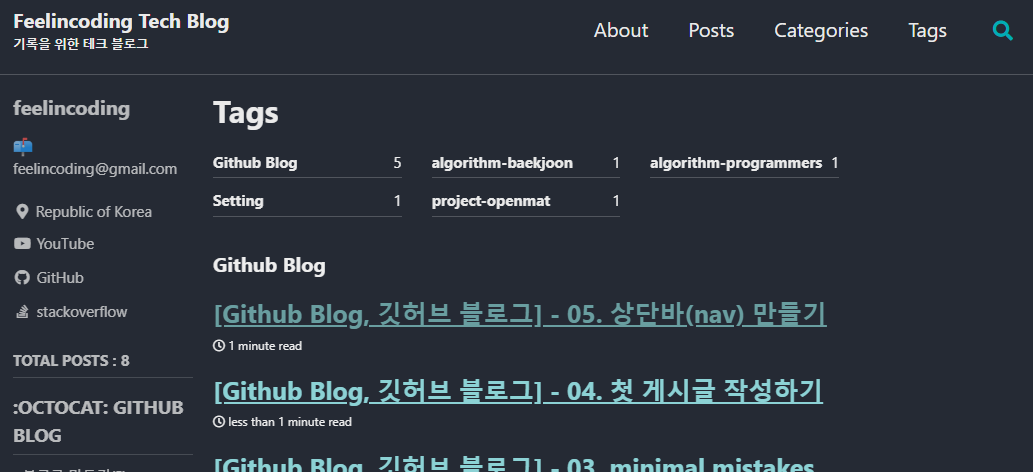 Feelincoding Tech Blog
기록을 위한 테크 블로그
About Posts Categories Tags
feelincoding
feelincoding@gmail.com
Republic of Korea
YouTube
GitHub
stackoverflow
TOTAL POSTS : 8
:OCTOCAT: GITHUB
BLOG
Tags
Github Blog 5 algorithm-baekjoon 1 algorithm-programmers 1
Setting 1 project-openmat 1
Github Blog
[Github Blog, 깃허브 블로그] - 05. 상단바(nav) 만들기
1 minute read
[Github Blog, 깃허브 블로그] - 04. 첫 게시글 작성하기
less than 1 minute read
[Github Blog, 깃허브 블로그] - 03. minimal mistakes